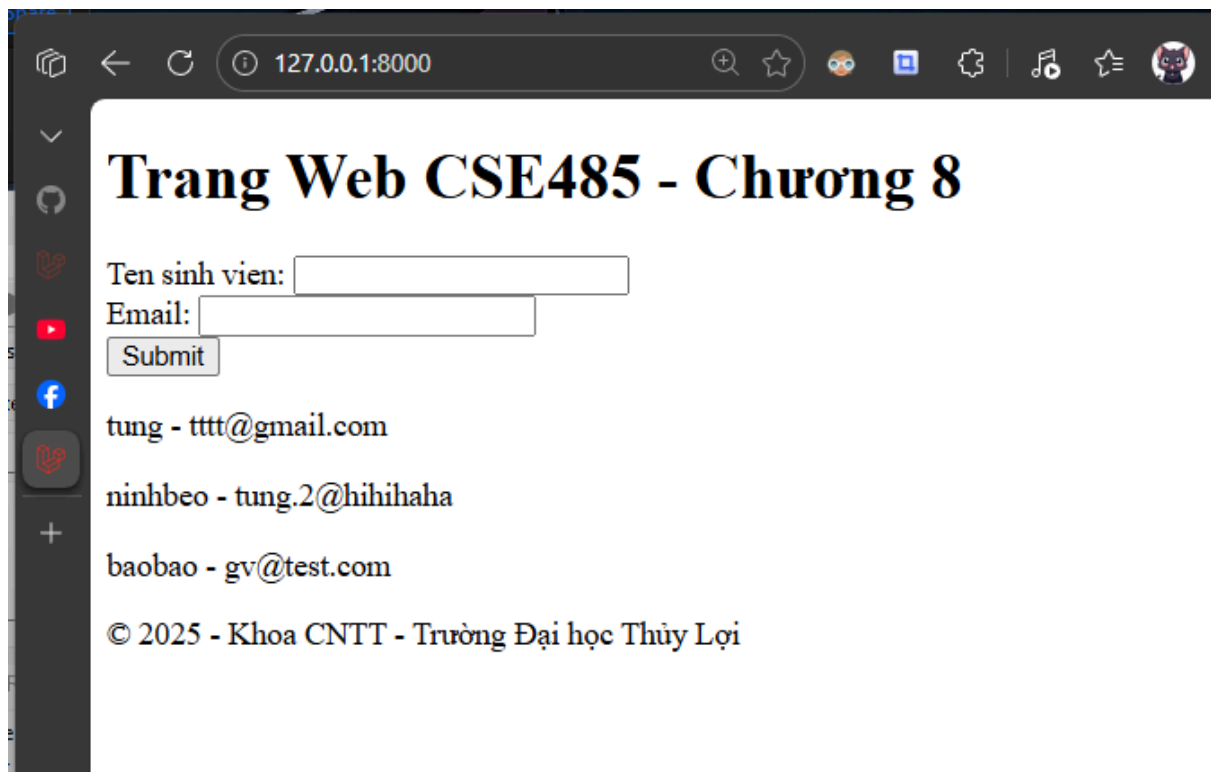 127.0.0.1:8000
Trang Web CSE485 - Chương 8
Ten sinh vien:
Email:
Submit
tung - tttt@gmail.com
ninhbeo - tung.2@hihihaha
baobao - gv@test.com
© 2025 - Khoa CNTT - Trường Đại học Thủy Lợi